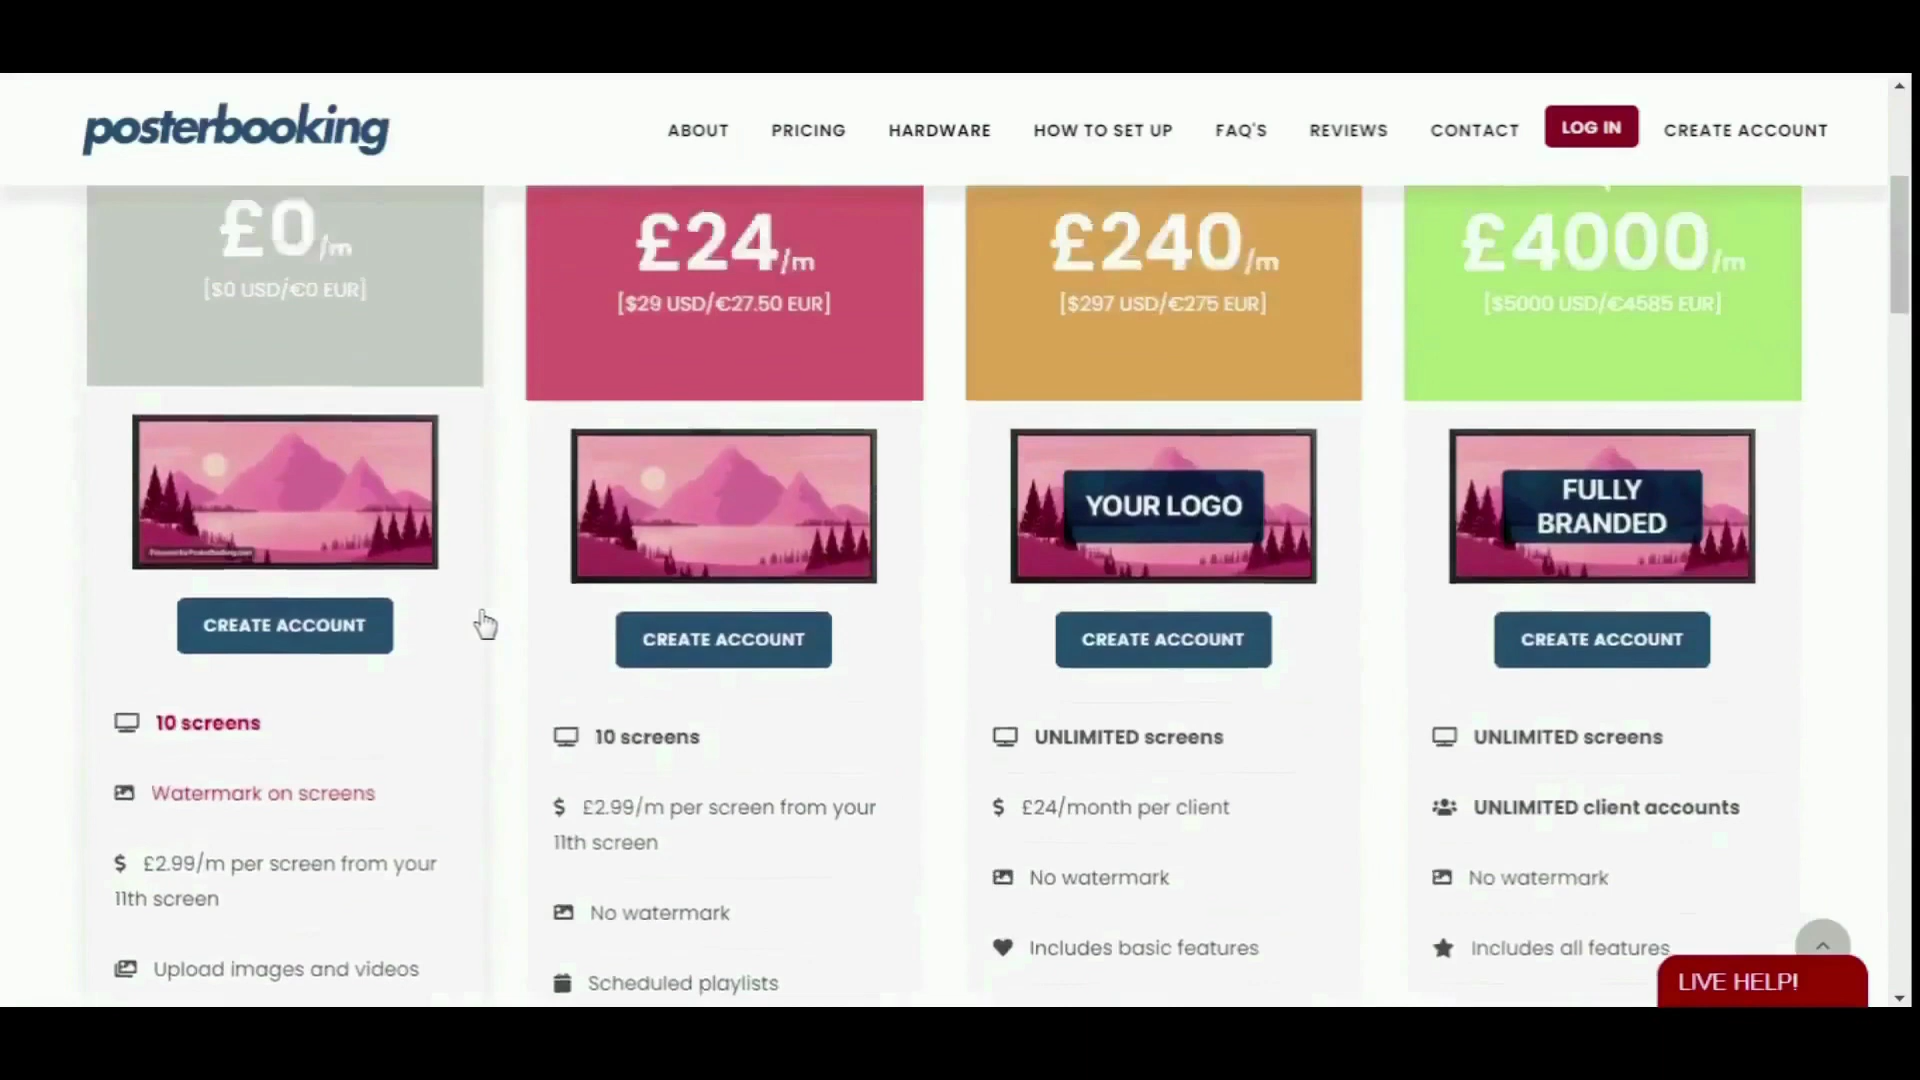 posterbooking
ABOUT
PRICING
HARDWARE
HOW TO SET UP
FAQ'S
REVIEWS
CONTACT
LOG IN
CREATE ACCOUNT
£0/m
[$0 USD/€0 EUR]
CREATE ACCOUNT
10 screens
Watermark on screens
£2.99/m per screen from your
11th screen
Upload images and videos
£24/m
[$29 USD/€27.50 EUR]
CREATE ACCOUNT
10 screens
£2.99/m per screen from your
11th screen
No watermark
Scheduled playlists
£240/m
[$297 USD/€275 EUR]
YOUR LOGO
CREATE ACCOUNT
UNLIMITED screens
$ £24/month per client
No watermark
Includes basic features
£4000/m
[$5000 USD/€4585 EUR]
FULLY
BRANDED
CREATE ACCOUNT
UNLIMITED screens
UNLIMITED client accounts
No watermark
Includes all features
LIVE HELP!